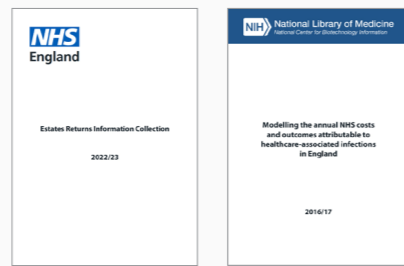 NHS
England
Estates Returns Information Collection
2022/23
NIH
National Library of Medicine
National Center for Biotechnology Information
Modelling the annual NHS costs
and outcomes attributable to
healthcare-associated infections
in England
2016/17